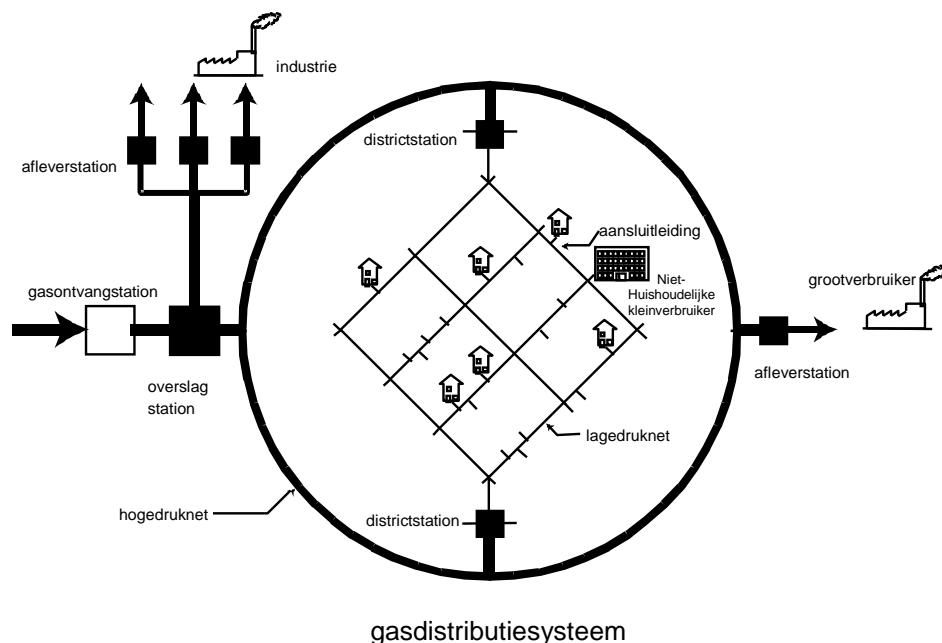 industrie
districtstation
afleverstation
aansluitleiding
Niet-
Huishoudelijke
kleinverbruiker
grootverbruiker
gasontvangstation
overslag
station
afleverstation
lagedruknet
hogedruknet
districtstation
gasdistributiesysteem